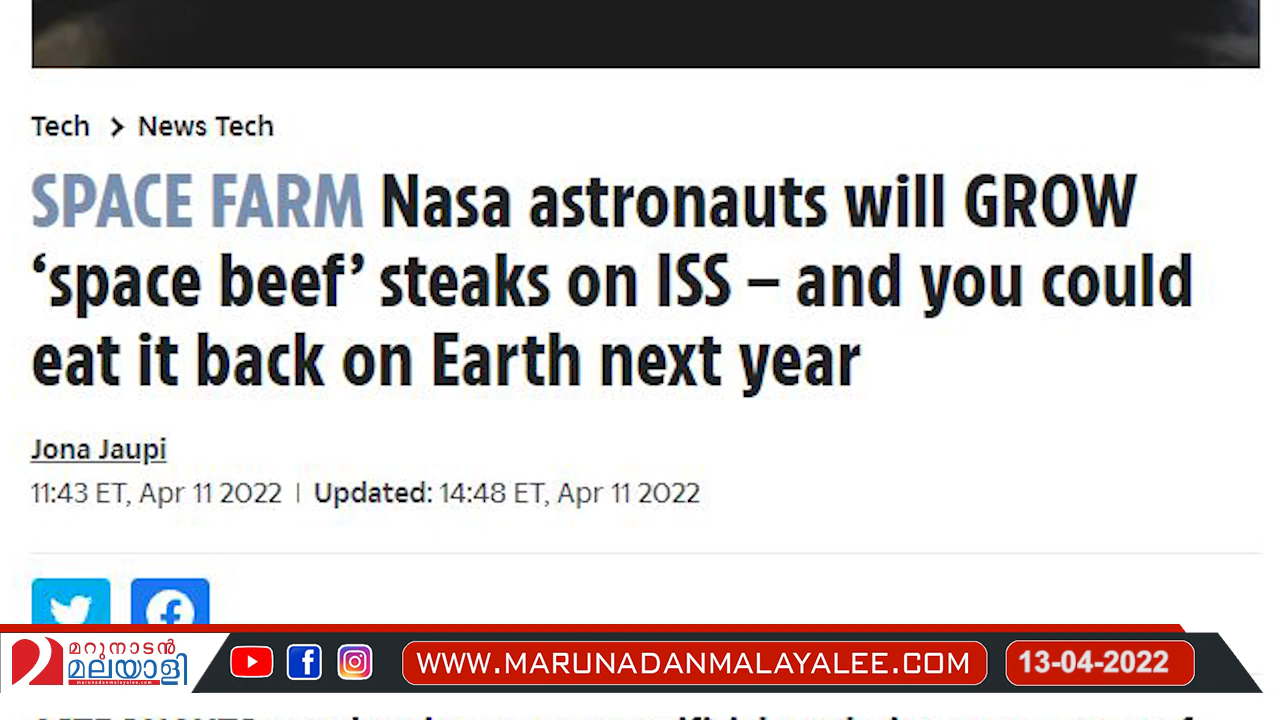 Tech > News Tech
SPACE FARM Nasa astronauts will GROW
‘space beef’ steaks on ISS – and you could
eat it back on Earth next year
Jona Jaupi
11:43 ET, Apr 11 2022 | Updated: 14:48 ET, Apr 11 2022
മറുനാടൻ
മലയാളി
marunadanmalayalee.com
WWW.MARUNADANMALAYALEE.COM
13-04-2022